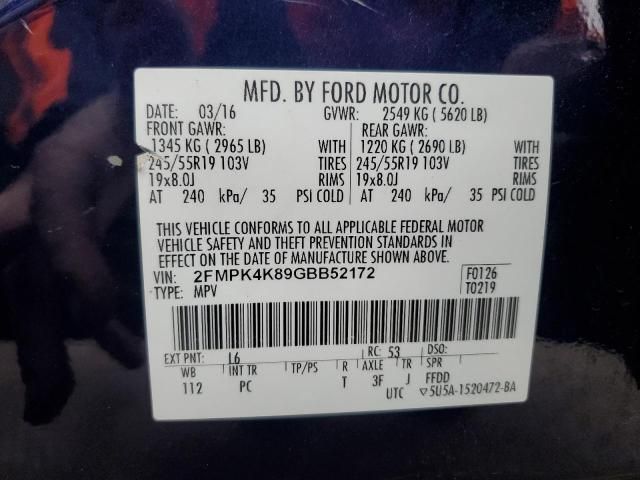 MFD. BY FORD MOTOR CO.
DATE: 03/16 GVWR: 2549 KG ( 5620 LB)
FRONT GAWR: REAR GAWR:
1345 KG ( 2965 LB) WITH 1220 KG ( 2690 LB) WITH
245/55R19 103V TIRES 245/55R19 103V TIRES
19x8.0J RIMS 19x8.0J RIMS
AT 240 kPa/ 35 PSI COLD AT 240 kPa/ 35 PSI COLD
THIS VEHICLE CONFORMS TO ALL APPLICABLE FEDERAL MOTOR
VEHICLE SAFETY AND THEFT PREVENTION STANDARDS IN
EFFECT ON THE DATE OF MANUFACTURE SHOWN ABOVE.
VIN: 2FMPK4K89GBB52172 F0126
TYPE: MPV T0219
EXT PNT: L6 RC: 53 DSO:
WB INT TR TP/PS R AXLE TR SPR
112 PC T 3F J FFDD
UTC ▽5U5A-1520472-BA